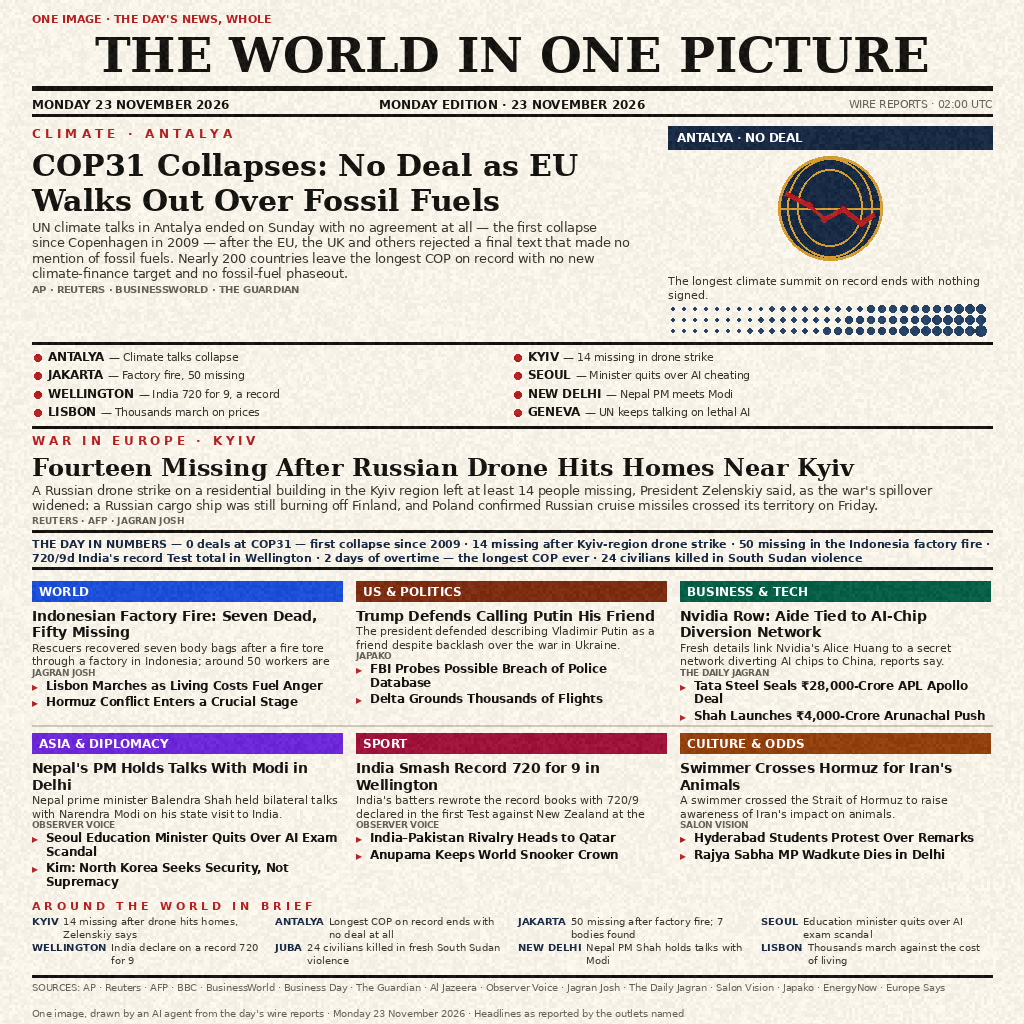 ONE IMAGE · THE DAY'S NEWS, WHOLE
THE WORLD IN ONE PICTURE
MONDAY 23 NOVEMBER 2026
MONDAY EDITION · 23 NOVEMBER 2026
WIRE REPORTS · 02:00 UTC
CLIMATE · ANTALYA
COP31 Collapses: No Deal as EU
Walks Out Over Fossil Fuels
UN climate talks in Antalya ended on Sunday with no agreement at all — the first collapse
since Copenhagen in 2009 — after the EU, the UK and others rejected a final text that made no
mention of fossil fuels. Nearly 200 countries leave the longest COP on record with no new
climate-finance target and no fossil-fuel phaseout.
AP · REUTERS · BUSINESSWORLD · THE GUARDIAN
ANTALYA · NO DEAL
The longest climate summit on record ends with nothing
signed.
ANTALYA — Climate talks collapse
JAKARTA — Factory fire, 50 missing
WELLINGTON — India 720 for 9, a record
LISBON — Thousands march on prices
KYIV — 14 missing in drone strike
SEOUL — Minister quits over AI cheating
NEW DELHI — Nepal PM meets Modi
GENEVA — UN keeps talking on lethal AI
WAR IN EUROPE · KYIV
Fourteen Missing After Russian Drone Hits Homes Near Kyiv
A Russian drone strike on a residential building in the Kyiv region left at least 14 people missing, President Zelenskiy said, as the war's spillover
widened: a Russian cargo ship was still burning off Finland, and Poland confirmed Russian cruise missiles crossed its territory on Friday.
REUTERS · AFP · JAGRAN JOSH
THE DAY IN NUMBERS — 0 deals at COP31 — first collapse since 2009 · 14 missing after Kyiv-region drone strike · 50 missing in the Indonesia factory fire ·
720/9d India's record Test total in Wellington · 2 days of overtime — the longest COP ever · 24 civilians killed in South Sudan violence
WORLD
Indonesian Factory Fire: Seven Dead,
Fifty Missing
Rescuers recovered seven body bags after a fire tore
through a factory in Indonesia; around 50 workers are
JAGRAN JOSH
▸ Lisbon Marches as Living Costs Fuel Anger
▸ Hormuz Conflict Enters a Crucial Stage
US & POLITICS
Trump Defends Calling Putin His Friend
The president defended describing Vladimir Putin as a
friend despite backlash over the war in Ukraine.
JAPAKO
▸ FBI Probes Possible Breach of Police
Database
▸ Delta Grounds Thousands of Flights
BUSINESS & TECH
Nvidia Row: Aide Tied to AI-Chip
Diversion Network
Fresh details link Nvidia's Alice Huang to a secret
network diverting AI chips to China, reports say.
THE DAILY JAGRAN
▸ Tata Steel Seals ₹28,000-Crore APL Apollo
Deal
▸ Shah Launches ₹4,000-Crore Arunachal Push
ASIA & DIPLOMACY
Nepal's PM Holds Talks With Modi in
Delhi
Nepal prime minister Balendra Shah held bilateral talks
with Narendra Modi on his state visit to India.
OBSERVER VOICE
▸ Seoul Education Minister Quits Over AI Exam
Scandal
▸ Kim: North Korea Seeks Security, Not
Supremacy
SPORT
India Smash Record 720 for 9 in
Wellington
India's batters rewrote the record books with 720/9
declared in the first Test against New Zealand at the
OBSERVER VOICE
▸ India-Pakistan Rivalry Heads to Qatar
▸ Anupama Keeps World Snooker Crown
CULTURE & ODDS
Swimmer Crosses Hormuz for Iran's
Animals
A swimmer crossed the Strait of Hormuz to raise
awareness of Iran's impact on animals.
SALON VISION
▸ Hyderabad Students Protest Over Remarks
▸ Rajya Sabha MP Wadkute Dies in Delhi
AROUND THE WORLD IN BRIEF
KYIV 14 missing after drone hits homes,
Zelenskiy says
ANTALYA Longest COP on record ends with
no deal at all
JAKARTA 50 missing after factory fire; 7
bodies found
SEOUL Education minister quits over AI
exam scandal
WELLINGTON India declare on a record 720
for 9
JUBA 24 civilians killed in fresh South Sudan
violence
NEW DELHI Nepal PM Shah holds talks with
Modi
LISBON Thousands march against the cost
of living
SOURCES: AP · Reuters · AFP · BBC · BusinessWorld · Business Day · The Guardian · Al Jazeera · Observer Voice · Jagran Josh · The Daily Jagran · Salon Vision · Japako · EnergyNow · Europe Says
One image, drawn by an AI agent from the day's wire reports · Monday 23 November 2026 · Headlines as reported by the outlets named